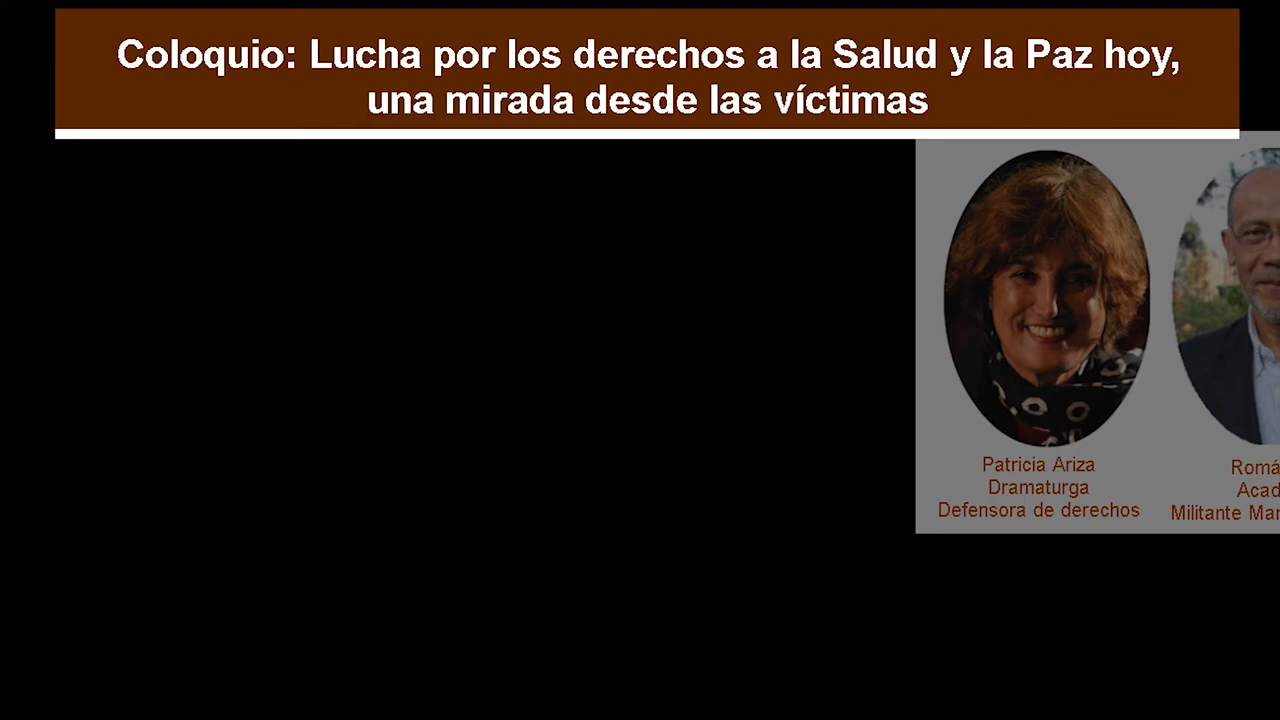 Coloquio: Lucha por los derechos a la Salud y la Paz hoy,
una mirada desde las víctimas
Patricia Ariza
Dramaturga
Defensora de derechos
Militante